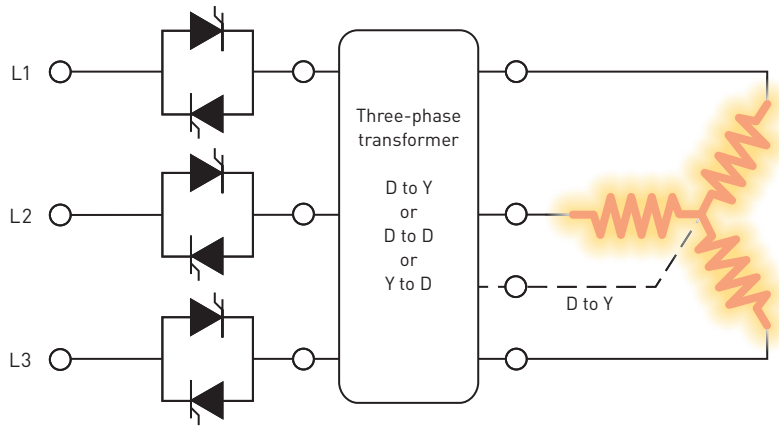 L1
Three-phase
transformer
D to Y
or
D to D
or
Y to D
L2
D to Y
L3